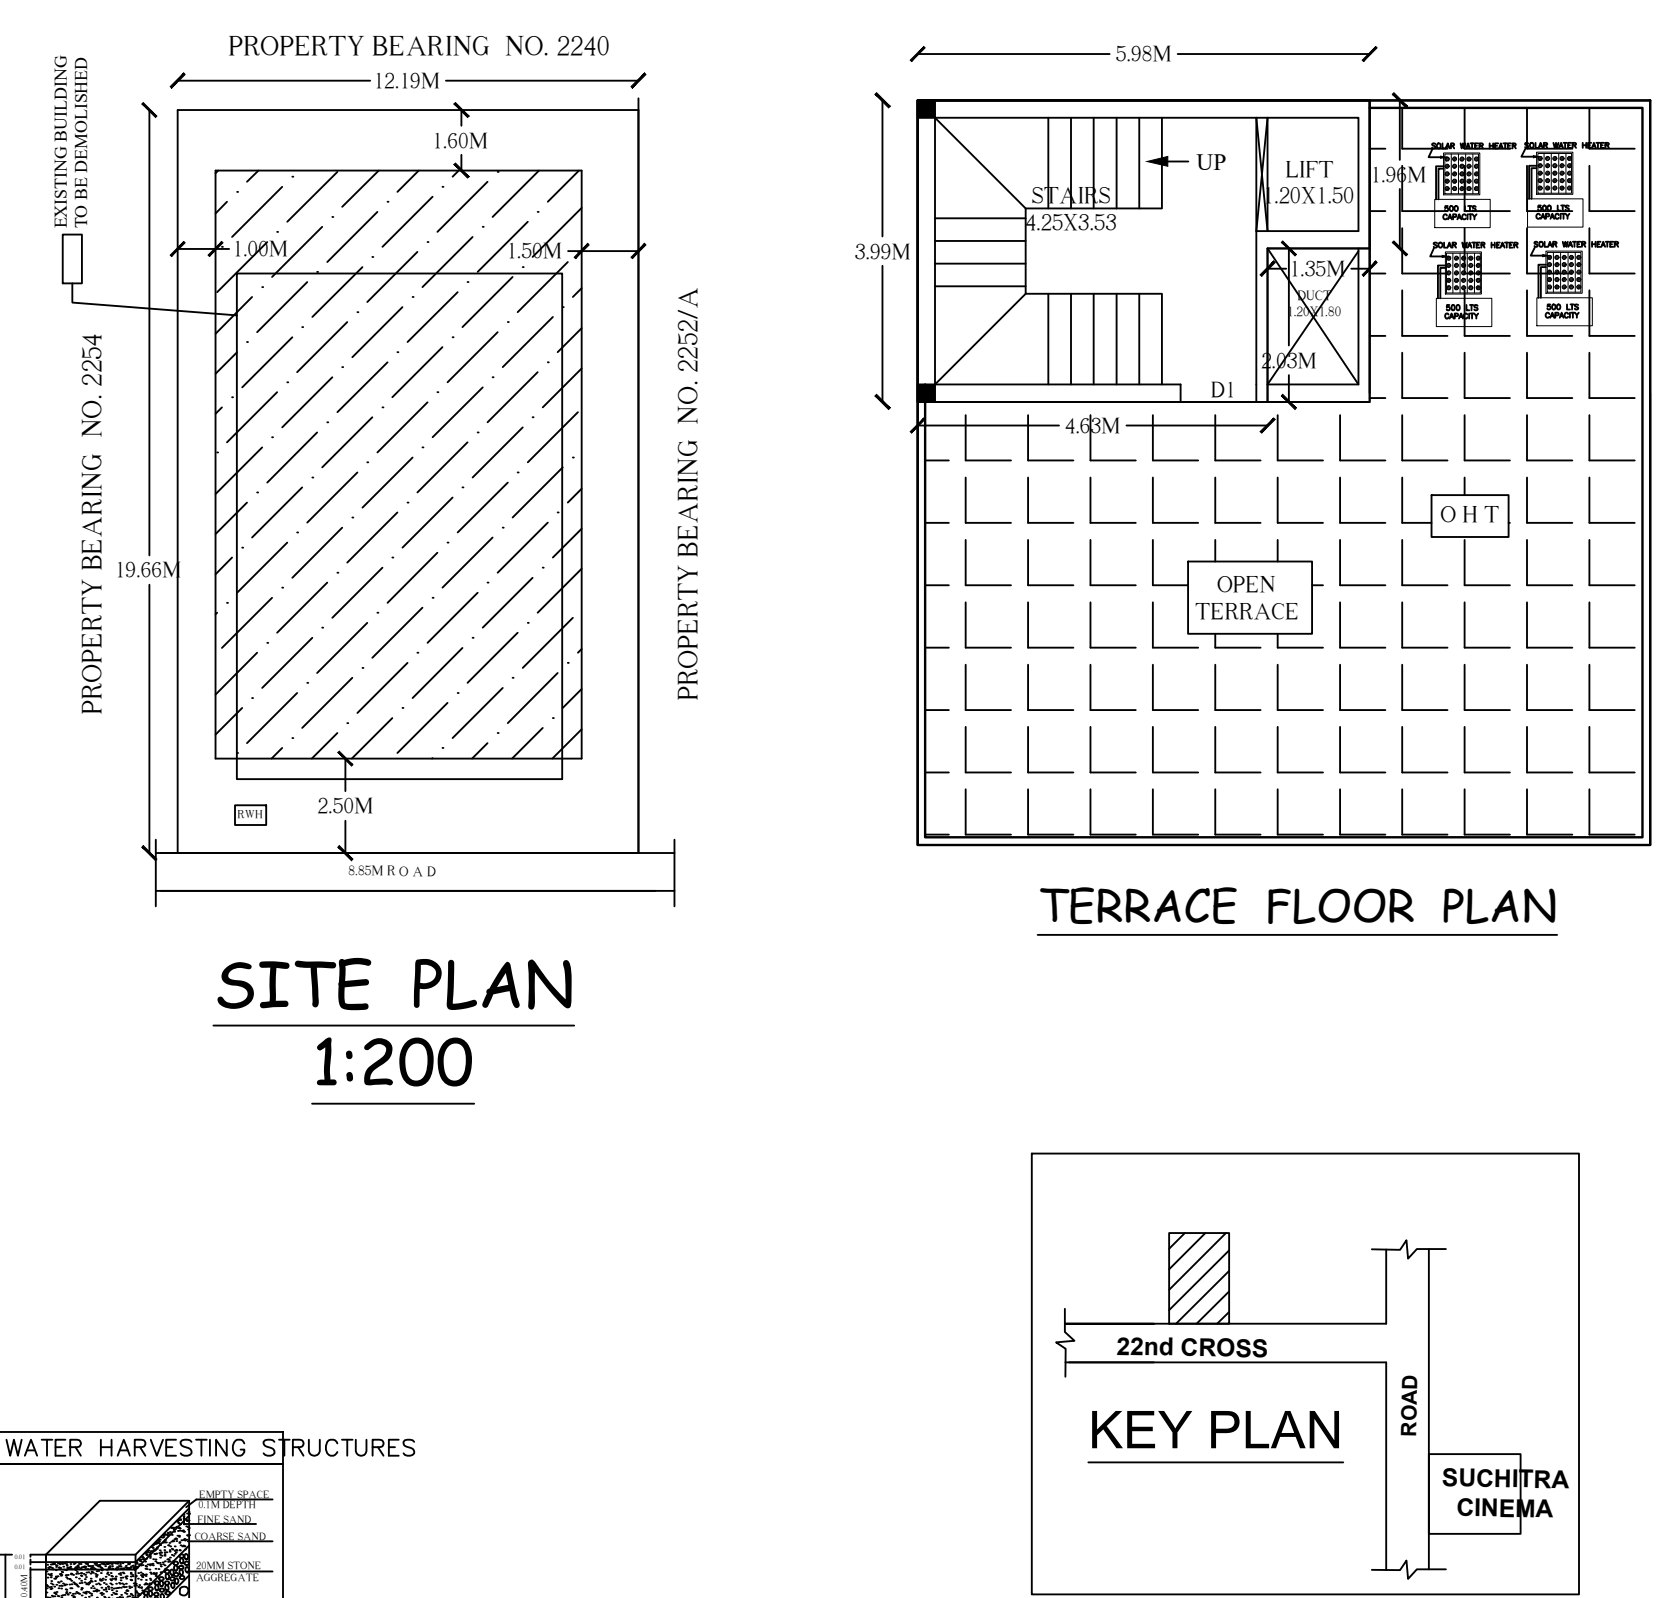 PROPERTY BEARING NO. 2240
12.19M
EXISTING BUILDING
TO BE DEMOLISHED
1.60M
1.00M
1.50M
PROPERTY BEARING NO. 2254
PROPERTY BEARING NO. 2252/A
19.66M
2.50M
RWH
8.85M ROAD
SITE PLAN
1:200
5.98M
3.99M
UP
STAIRS
4.25X3.53
LIFT
1.20X1.50
1.96M
SOLAR WATER HEATER
500 LTS
CAPACITY
SOLAR WATER HEATER
500 LTS
CAPACITY
SOLAR WATER HEATER
500 LTS
CAPACITY
SOLAR WATER HEATER
500 LTS
CAPACITY
1.35M
DUCT
1.20X1.80
2.03M
D1
4.63M
OHT
OPEN
TERRACE
TERRACE FLOOR PLAN
22nd CROSS
ROAD
KEY PLAN
SUCHITRA
CINEMA
WATER HARVESTING STRUCTURES
EMPTY SPACE
0.1M DEPTH
FINE SAND
COARSE SAND
20MM STONE
AGGREGATE
0.01
0.01
0.40M